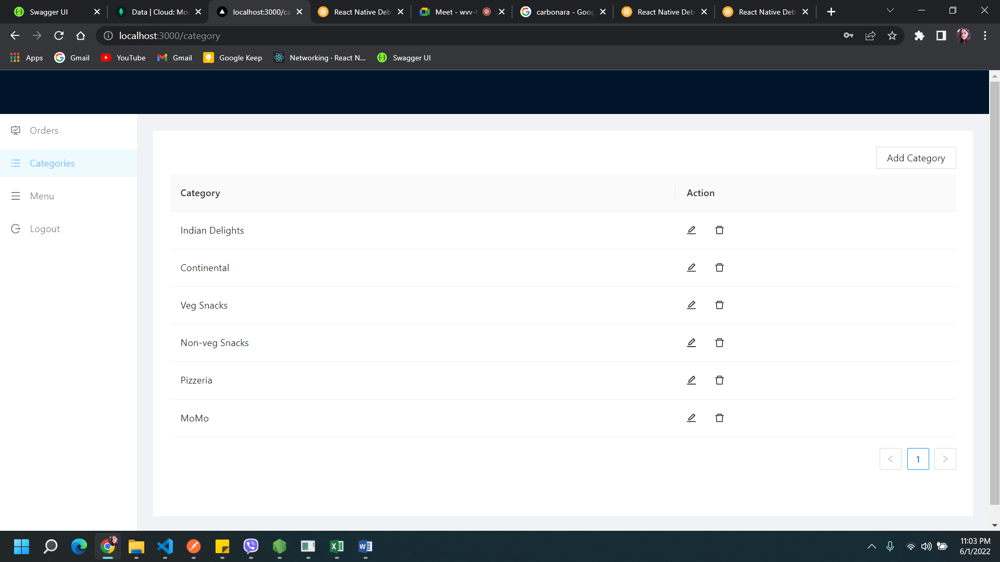 Swagger UI
Data | Cloud: Mo
localhost:3000/ca
React Native Deb
Meet - wvv-t
carbonara - Goog
React Native Deb
React Native Deb
localhost:3000/category
Apps
Gmail
YouTube
Gmail
Google Keep
Networking · React N...
Swagger UI
Orders
Categories
Menu
Logout
Add Category
Category
Action
Indian Delights
Continental
Veg Snacks
Non-veg Snacks
Pizzeria
MoMo
1
11:03 PM
6/1/2022